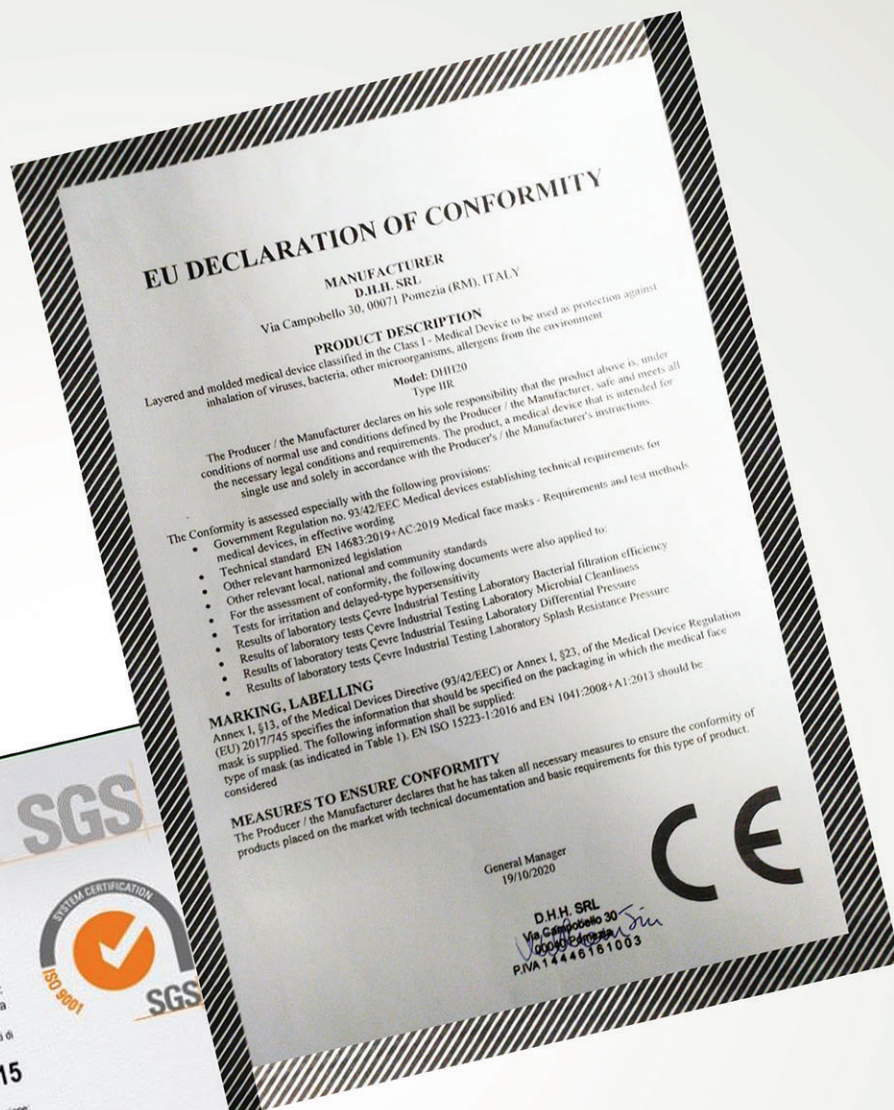 EU DECLARATION OF CONFORMITY
MANUFACTURER
D.H.H. SRL
Via Campobello 30, 00071 Pomezia (RM), ITALY
PRODUCT DESCRIPTION
Layered and molded medical device classified in the Class I - Medical Device to be used as protection against
inhalation of viruses, bacteria, other microorganisms, allergens from the environment
Model: DHH20
Type IIR
The Producer / the Manufacturer declares on his sole responsibility that the product above is, under
conditions of normal use and conditions defined by the Producer / the Manufacturer, safe and meets all
the necessary legal conditions and requirements. The product, a medical device that is intended for
single use and solely in accordance with the Producer's / the Manufacturer's instructions.
The Conformity is assessed especially with the following provisions:
• Government Regulation no. 93/42/EEC Medical devices establishing technical requirements for
medical devices, in effective wording
• Technical standard EN 14683:2019+AC:2019 Medical face masks - Requirements and test methods
• Other relevant harmonized legislation
• Other relevant local, national and community standards
• For the assessment of conformity, the following documents were also applied to:
• Tests for irritation and delayed-type hypersensitivity
• Results of laboratory tests Çevre Industrial Testing Laboratory Bacterial filtration efficiency
• Results of laboratory tests Çevre Industrial Testing Laboratory Microbial Cleanliness
• Results of laboratory tests Çevre Industrial Testing Laboratory Differential Pressure
• Results of laboratory tests Çevre Industrial Testing Laboratory Splash Resistance Pressure
MARKING, LABELLING
Annex I, §13, of the Medical Devices Directive (93/42/EEC) or Annex I, §23, of the Medical Device Regulation
(EU) 2017/745 specifies the information that should be specified on the packaging in which the medical face
mask is supplied. The following information shall be supplied:
type of mask (as indicated in Table 1). EN ISO 15223-1:2016 and EN 1041:2008+A1:2013 should be
considered
MEASURES TO ENSURE CONFORMITY
The Producer / the Manufacturer declares that he has taken all necessary measures to ensure the conformity of
products placed on the market with technical documentation and basic requirements for this type of product.
General Manager
19/10/2020
CE
D.H.H. SRL
Via Campobello 30
00040 Pomezia
P.IVA 14446161003
SGS
SYSTEM CERTIFICATION
ISO 9001
SGS
di
15